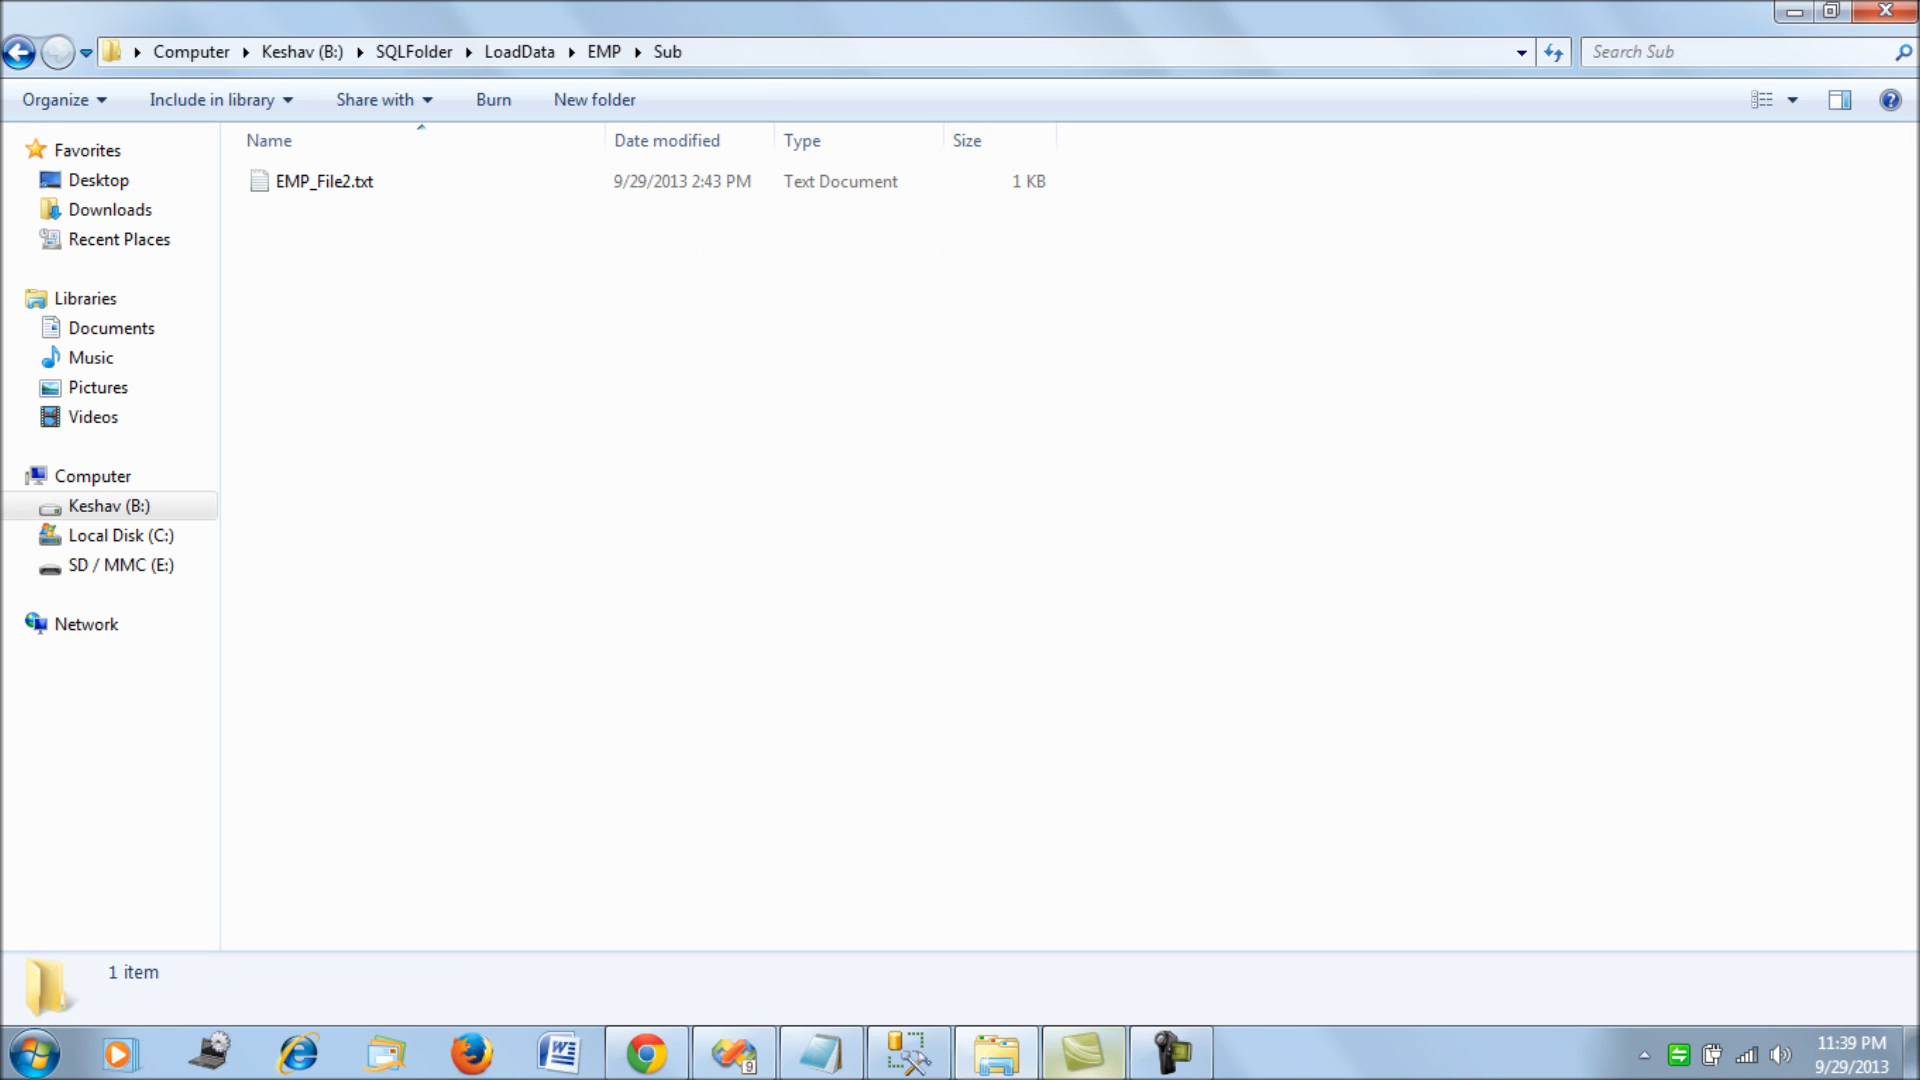 Computer Keshav (B:) SQLFolder LoadData EMP Sub
Search Sub
Organize Include in library Share with Burn New folder
Name Date modified Type Size
EMP_File2.txt 9/29/2013 2:43 PM Text Document 1 KB
Favorites
Desktop
Downloads
Recent Places
Libraries
Documents
Music
Pictures
Videos
Computer
Keshav (B:)
Local Disk (C:)
SD / MMC (E:)
Network
1 item
9
11:39 PM
9/29/2013